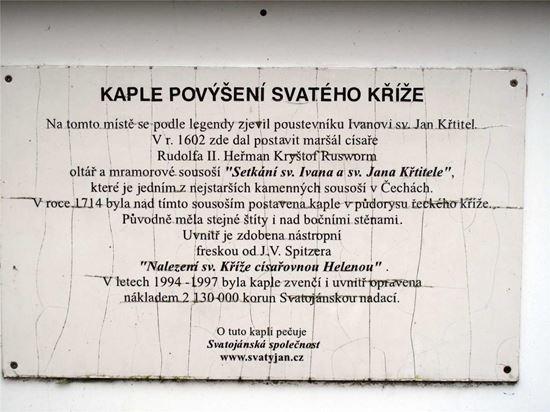 KAPLE POVÝŠENÍ SVATÉHO KŘÍŽE
Na tomto místě se podle legendy zjevil poustevníku Ivanovi sv. Jan Křtitel.
V r. 1602 zde dal postavit maršál císaře
Rudolfa II. Heřman Kryštof Rusworm
oltář a mramorové sousoší "Setkání sv. Ivana a sv. Jana Křtitele",
které je jedním z nejstarších kamenných sousoší v Čechách.
V roce 1714 byla nad tímto sousoším postavena kaple v půdorysu řeckého kříže.
Původně měla stejné štíty i nad bočními stěnami.
Uvnitř je zdobena nástropní
freskou od J.V. Spitzera
"Nalezení sv. Kříže císařovnou Helenou" .
V letech 1994 -1997 byla kaple zvenčí i uvnitř opravena
nákladem 2 130 000 korun Svatojánskou nadací.
O tuto kapli pečuje
Svatojánská společnost
www.svatyjan.cz